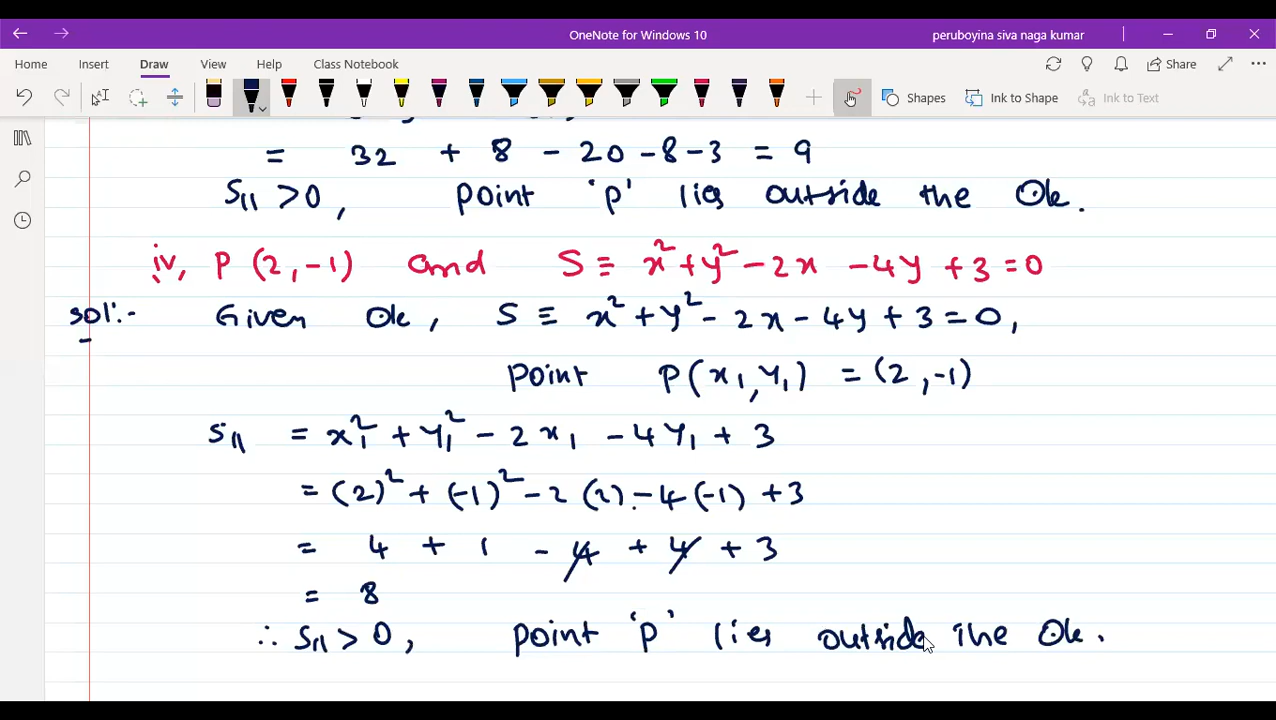 OneNote for Windows 10
peruboyina siva naga kumar
Home Insert Draw View Help Class Notebook
Share
Shapes Ink to Shape Ink to Text
= 32 + 8 - 20 - 8 - 3 = 9
S₁₁ > 0, point 'p' lies outside the Ole.
iv, P (2, -1) and S ≡ x² + y² - 2x - 4y + 3 = 0
Sol:- Given Ole, S ≡ x² + y² - 2x - 4y + 3 = 0,
point P(x₁, y₁) = (2, -1)
S₁₁ = x₁² + y₁² - 2x₁ - 4y₁ + 3
= (2)² + (-1)² - 2 (2) - 4 (-1) + 3
= 4 + 1 - 4 + 4 + 3
= 8
∴ S₁₁ > 0, point 'p' lies outside the Ole.